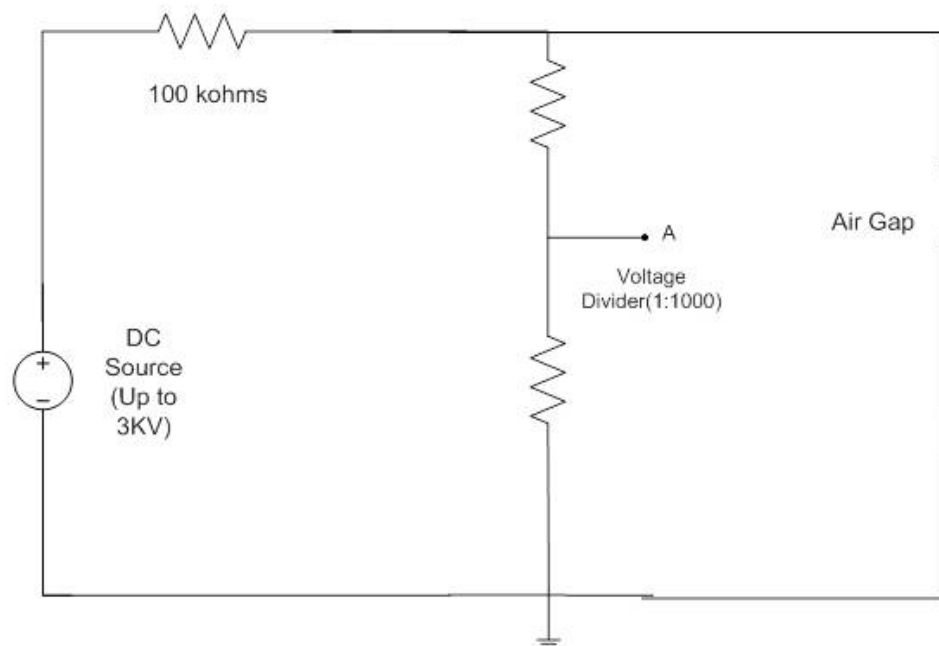 100 kohms
A
Air Gap
Voltage
Divider(1:1000)
DC
Source
(Up to
3KV)
+
−